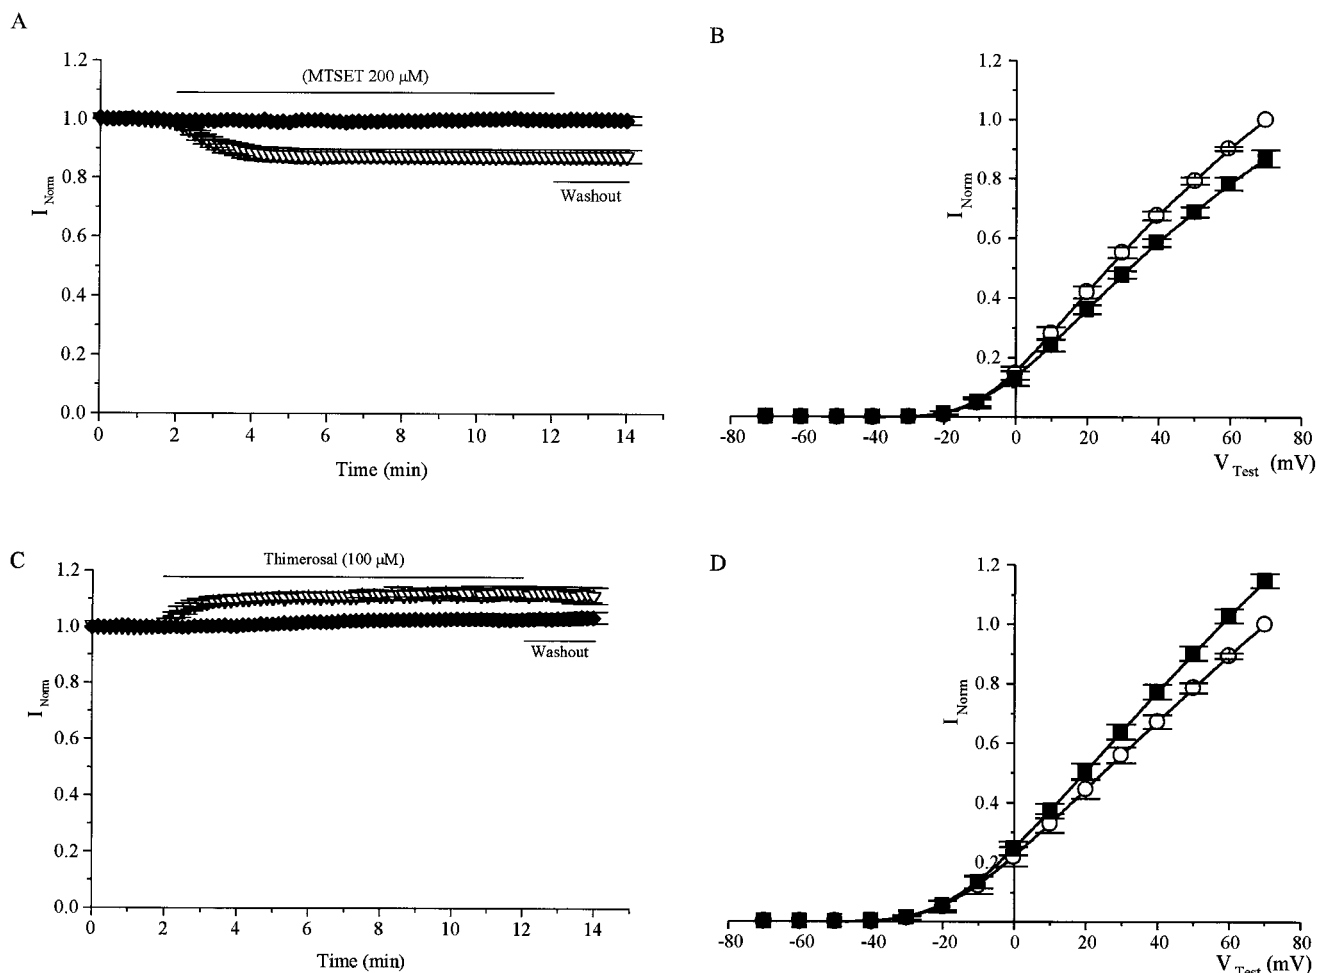 A
1.2
(MTSET 200 µM)
1.0
0.8
Washout
I Norm
0.6
0.4
0.2
0.0
0 2 4 6 8 10 12 14
Time (min)
B
1.2
1.0
0.8
I Norm
0.6
0.4
0.2
-80 -60 -40 -20 0 20 40 60 80
V Test (mV)
C
1.2
Thimerosal (100 µM)
1.0
Washout
0.8
I Norm
0.6
0.4
0.2
0.0
0 2 4 6 8 10 12 14
Time (min)
D
1.2
1.0
0.8
I Norm
0.6
0.4
0.2
-80 -60 -40 -20 0 20 40 60 80
V Test (mV)